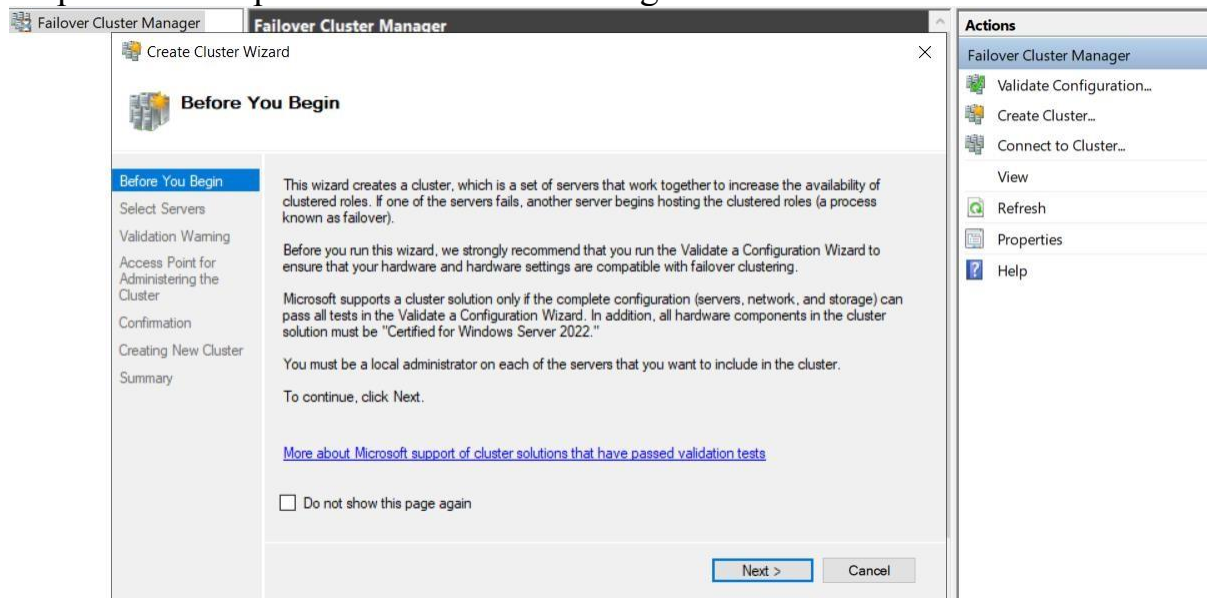 Failover Cluster Manager
Failover Cluster Manager
Create Cluster Wizard
Before You Begin
Before You Begin
Select Servers
Validation Warning
Access Point for
Administering the
Cluster
Confirmation
Creating New Cluster
Summary
This wizard creates a cluster, which is a set of servers that work together to increase the availability of
clustered roles. If one of the servers fails, another server begins hosting the clustered roles (a process
known as failover).
Before you run this wizard, we strongly recommend that you run the Validate a Configuration Wizard to
ensure that your hardware and hardware settings are compatible with failover clustering.
Microsoft supports a cluster solution only if the complete configuration (servers, network, and storage) can
pass all tests in the Validate a Configuration Wizard. In addition, all hardware components in the cluster
solution must be "Certified for Windows Server 2022."
You must be a local administrator on each of the servers that you want to include in the cluster.
To continue, click Next.
More about Microsoft support of cluster solutions that have passed validation tests
Do not show this page again
Next >
Cancel
Actions
Failover Cluster Manager
Validate Configuration...
Create Cluster...
Connect to Cluster...
View
Refresh
Properties
Help